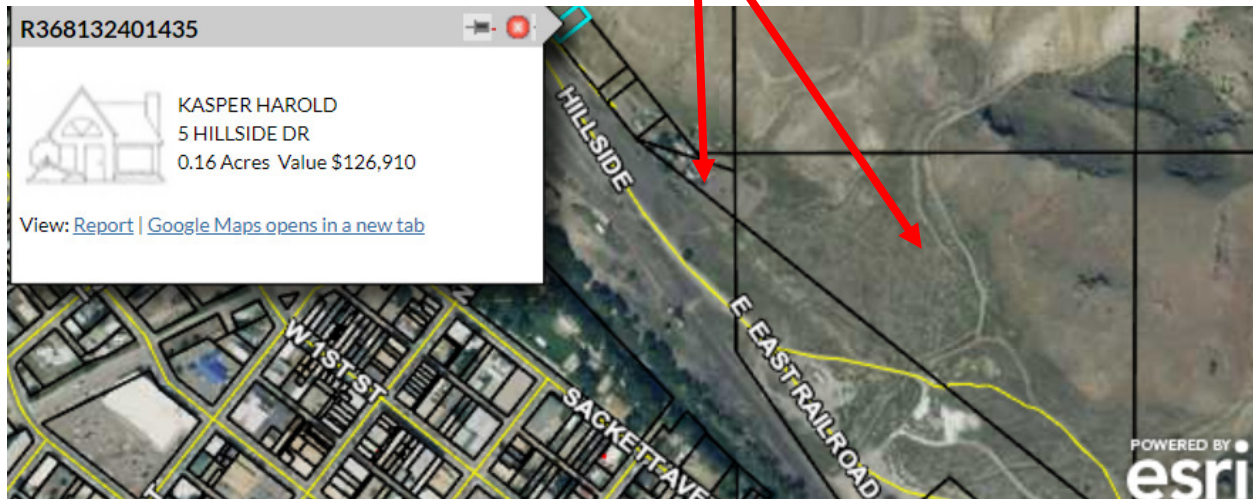 R368132401435
KASPER HAROLD
5 HILLSIDE DR
0.16 Acres Value $126,910
View: Report | Google Maps opens in a new tab
HILLSIDE
E EAST RAILROAD
W 1ST ST
SACKETT AVE
POWERED BY
esri